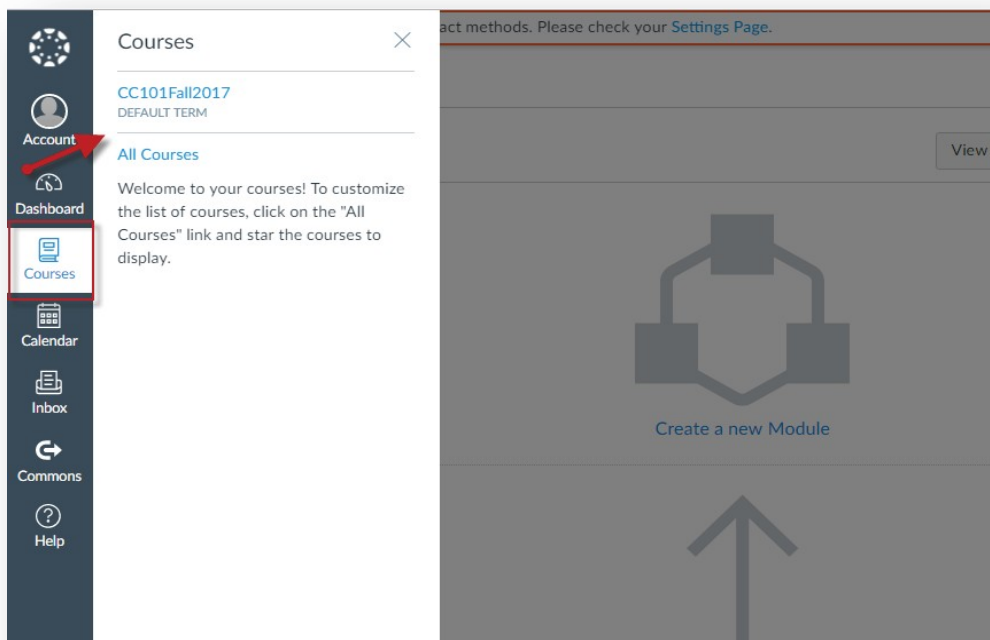 Account
Dashboard
Courses
Calendar
Inbox
Commons
Help
Courses
CC101Fall2017
DEFAULT TERM
All Courses
Welcome to your courses! To customize
the list of courses, click on the "All
Courses" link and star the courses to
display.
methods. Please check your Settings Page.
View
Create a new Module